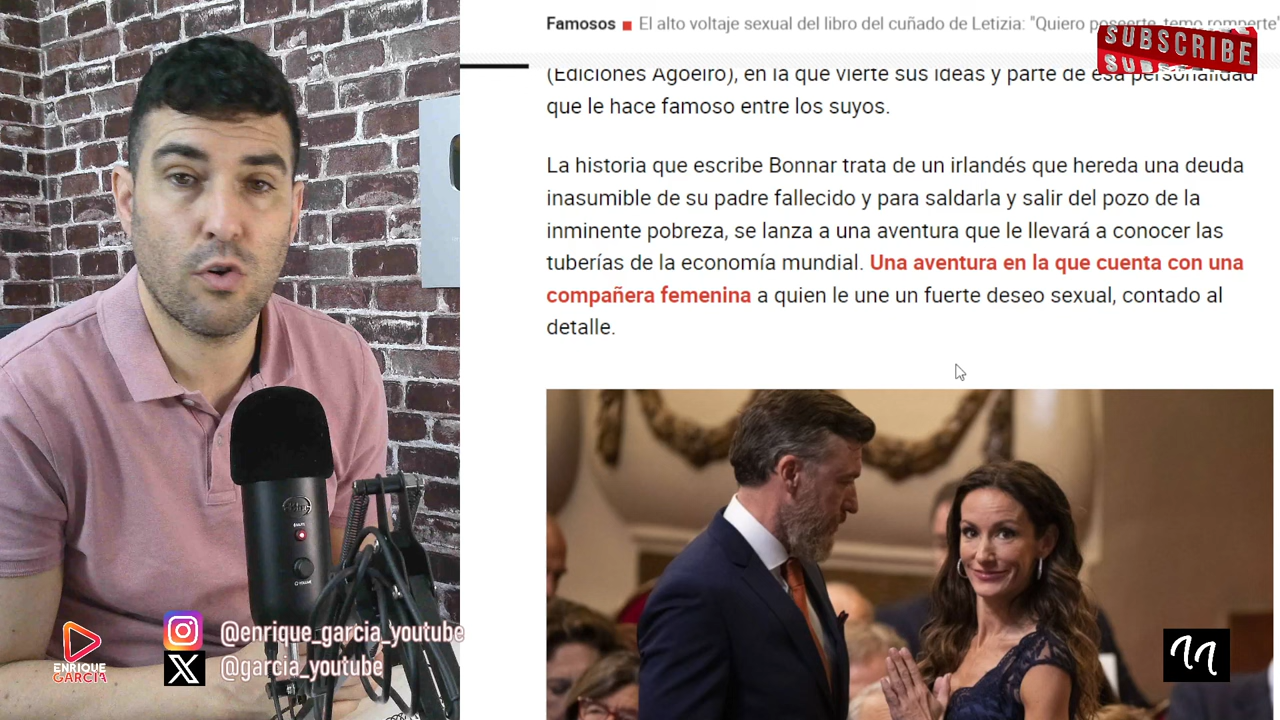 Famosos ■ El alto voltaje sexual del libro del cuñado de Letizia: "Quiero poseerte, temo romperte"
SUBSCRIBE
(Ediciones Agoeiro), en la que vierte sus ideas y parte de esa personalidad
que le hace famoso entre los suyos.
La historia que escribe Bonnar trata de un irlandés que hereda una deuda
inasumible de su padre fallecido y para saldarla y salir del pozo de la
inminente pobreza, se lanza a una aventura que le llevará a conocer las
tuberías de la economía mundial. Una aventura en la que cuenta con una
compañera femenina a quien le une un fuerte deseo sexual, contado al
detalle.
@enrique_garcia_youtube
@garcia_youtube
ENRIQUE
GARCIA